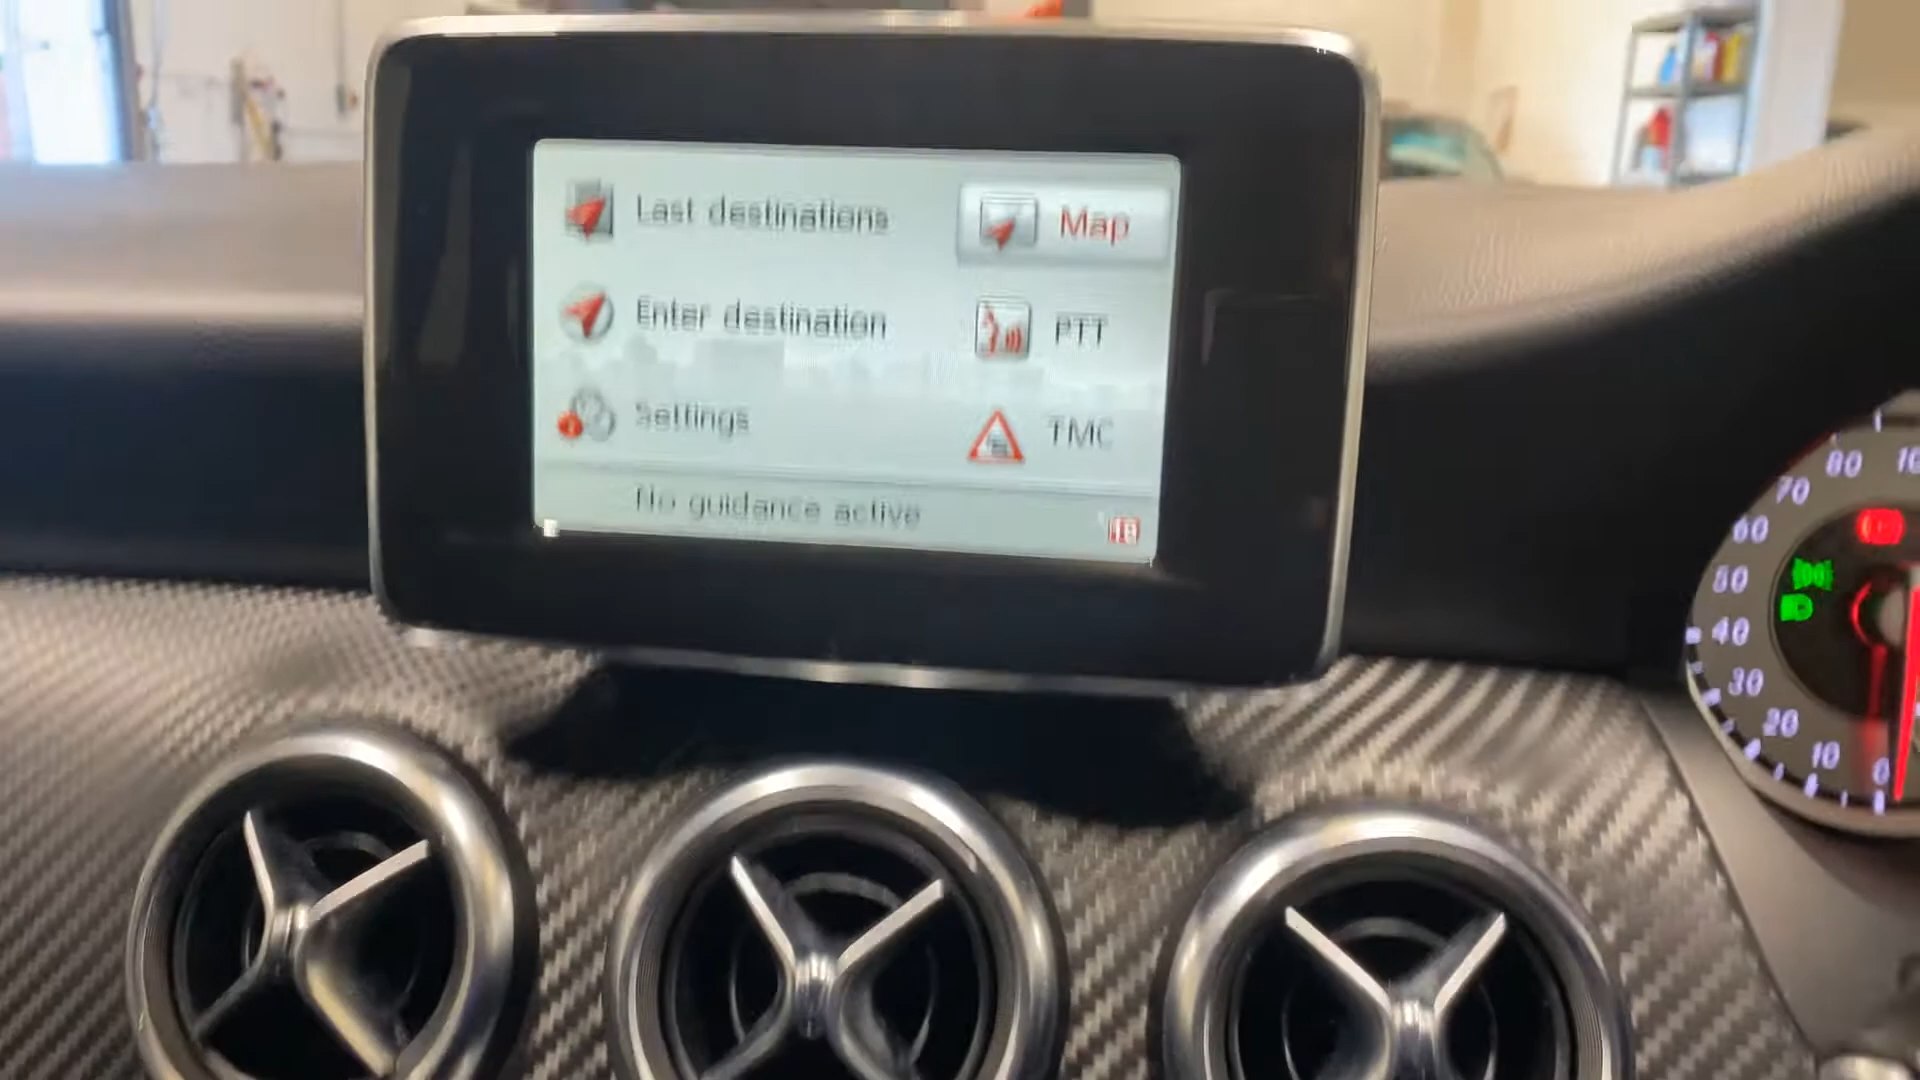 Last destinations
Map
Enter destination
PTT
Settings
TMC
No guidance active
80
70
60
50
40
30
20
10
0